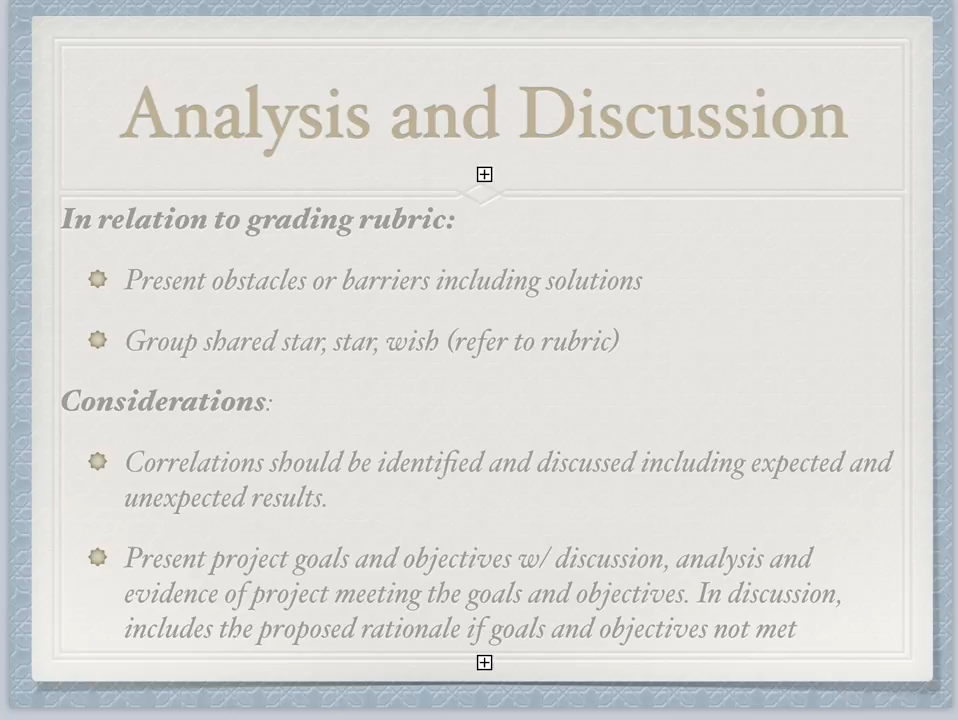 Analysis and Discussion
In relation to grading rubric:
Present obstacles or barriers including solutions
Group shared star, star, wish (refer to rubric)
Considerations:
Correlations should be identified and discussed including expected and
unexpected results.
Present project goals and objectives w/ discussion, analysis and
evidence of project meeting the goals and objectives. In discussion,
includes the proposed rationale if goals and objectives not met